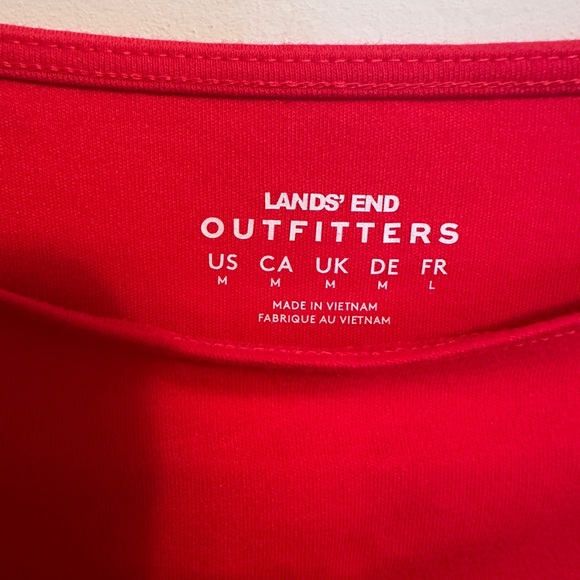 LANDS' END
OUTFITTERS
US CA UK DE FR
M M M M L
MADE IN VIETNAM
FABRIQUE AU VIETNAM